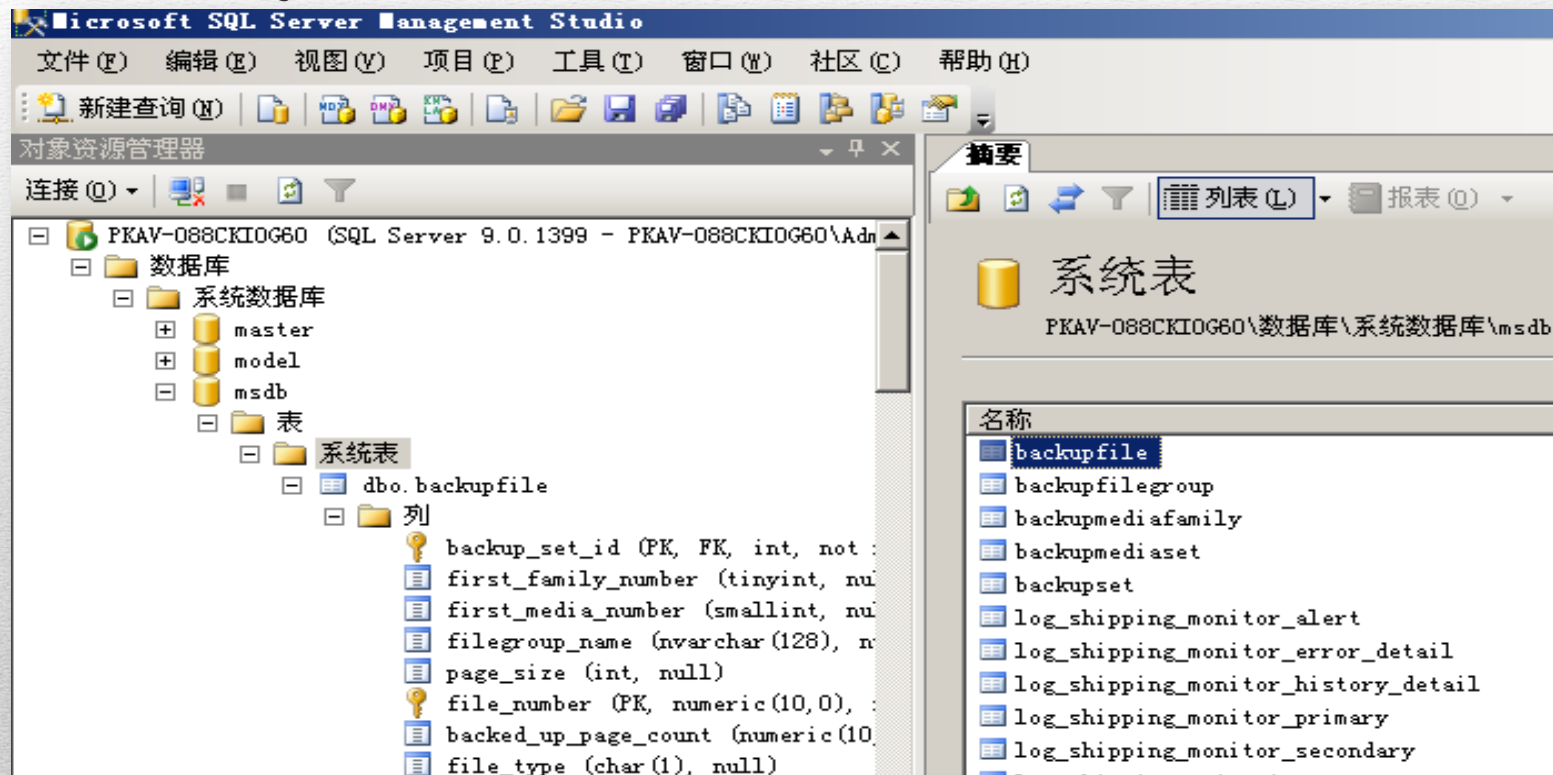 Microsoft SQL Server Management Studio
文件(F) 编辑(E) 视图(V) 项目(P) 工具(T) 窗口(W) 社区(C) 帮助(H)
新建查询(N)
对象资源管理器
连接(O)
PKAV-088CKIOG60 (SQL Server 9.0.1399 - PKAV-088CKIOG60\Adm
数据库
系统数据库
master
model
msdb
表
系统表
dbo.backupfile
列
backup_set_id (PK, FK, int, not
first_family_number (tinyint, nu
first_media_number (smallint, nu
filegroup_name (nvarchar(128), n
page_size (int, null)
file_number (PK, numeric(10,0),
backed_up_page_count (numeric(10,
file_type (char(1), null)
摘要
列表(L) 报表(O)
系统表
PKAV-088CKIOG60\数据库\系统数据库\msdb
名称
backupfile
backupfilegroup
backupmediafamily
backupmediaset
backupset
log_shipping_monitor_alert
log_shipping_monitor_error_detail
log_shipping_monitor_history_detail
log_shipping_monitor_primary
log_shipping_monitor_secondary